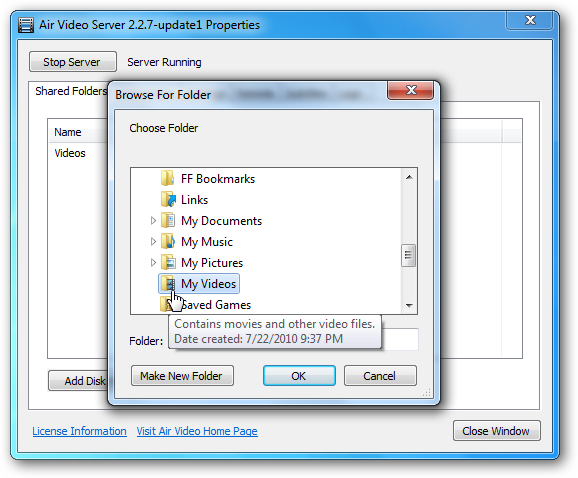 Air Video Server 2.2.7-update1 Properties
Stop Server
Server Running
Shared Folders
Browse For Folder
Choose Folder
Name
Videos
FF Bookmarks
Links
My Documents
My Music
My Pictures
My Videos
Saved Games
Contains movies and other video files.
Date created: 7/22/2010 9:37 PM
Folder:
Add Disk
Make New Folder
OK
Cancel
License Information
Visit Air Video Home Page
Close Window